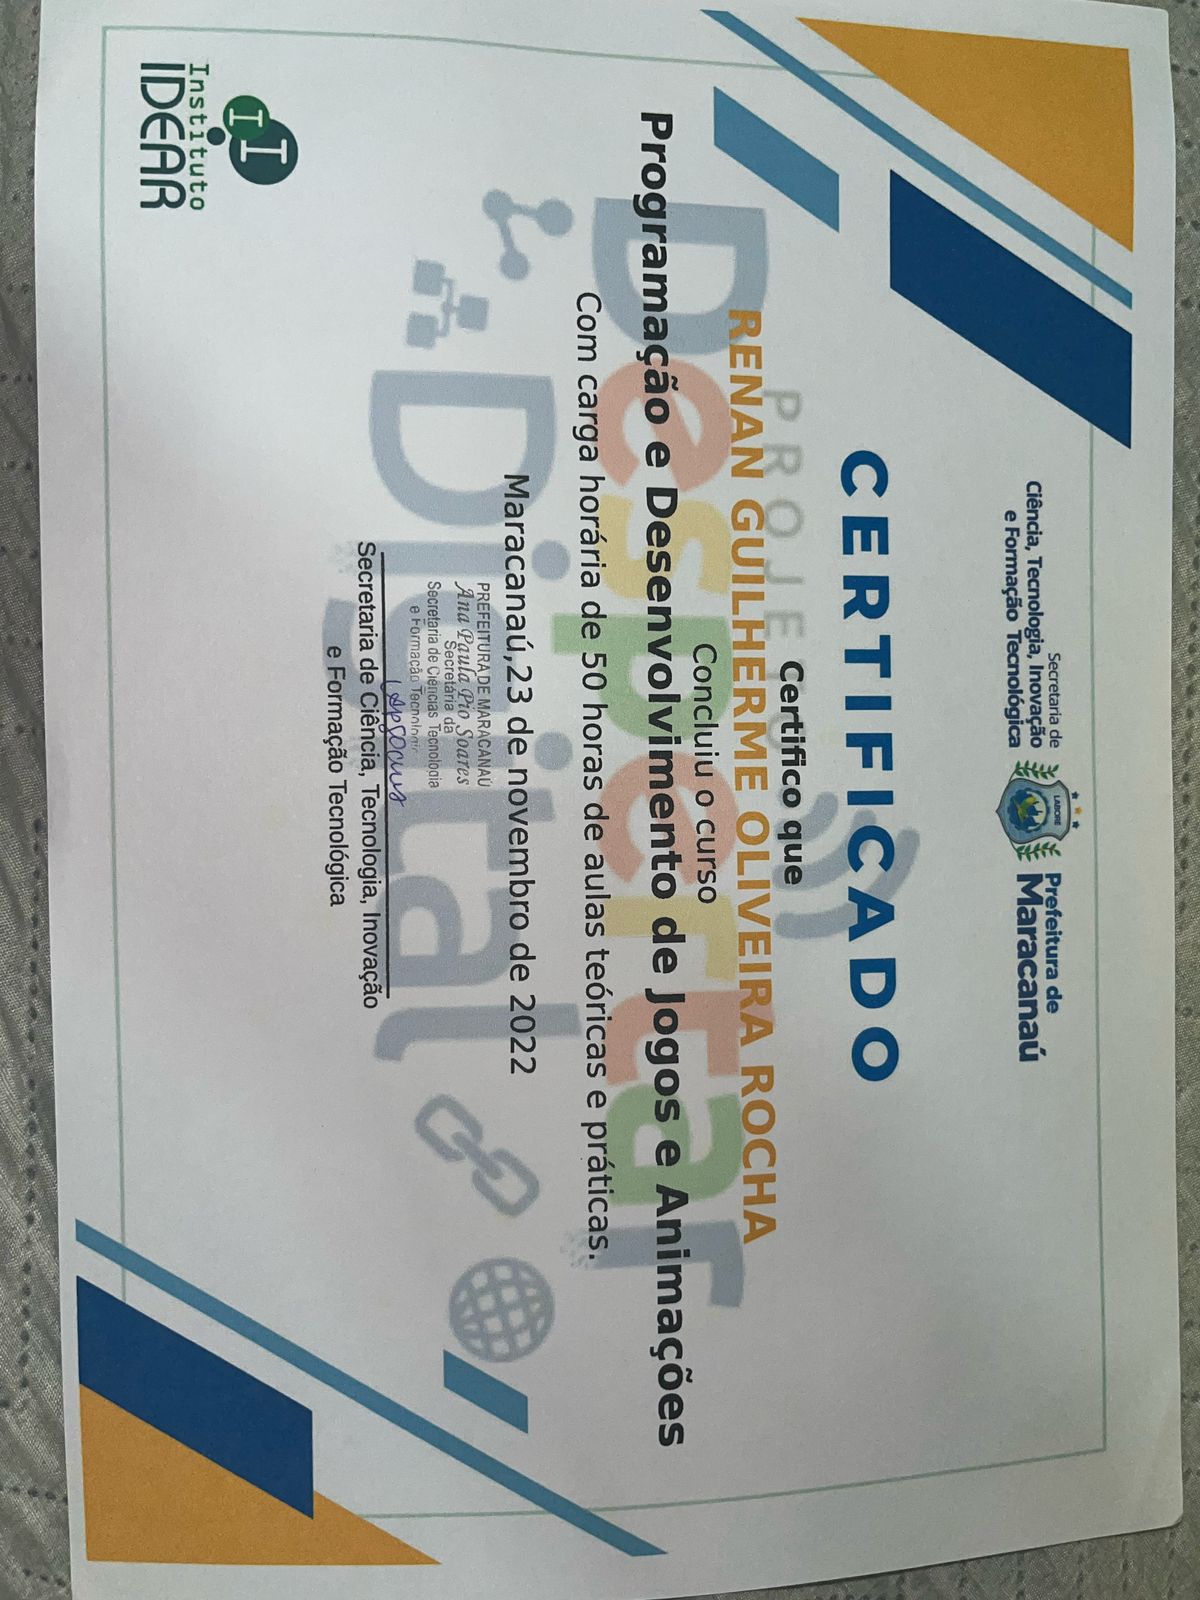 Secretaria de
Ciência, Tecnologia, Inovação
e Formação Tecnológica
LABORE
Prefeitura de
Maracanaú
CERTIFICADO
PROJETO
Certifico que
RENAN GUILHERME OLIVEIRA ROCHA
Despertar
Concluiu o curso
Programação e Desenvolvimento de Jogos e Animações
Com carga horária de 50 horas de aulas teóricas e práticas.
Digital
Maracanaú,23 de novembro de 2022
PREFEITURA DE MARACANAÚ
Ana Paula Pio Soares
Secretária da
Secretaria de Ciências Tecnologia
e Formação
Secretaria de Ciência, Tecnologia, Inovação
e Formação Tecnológica
I I
Instituto
IDEAR